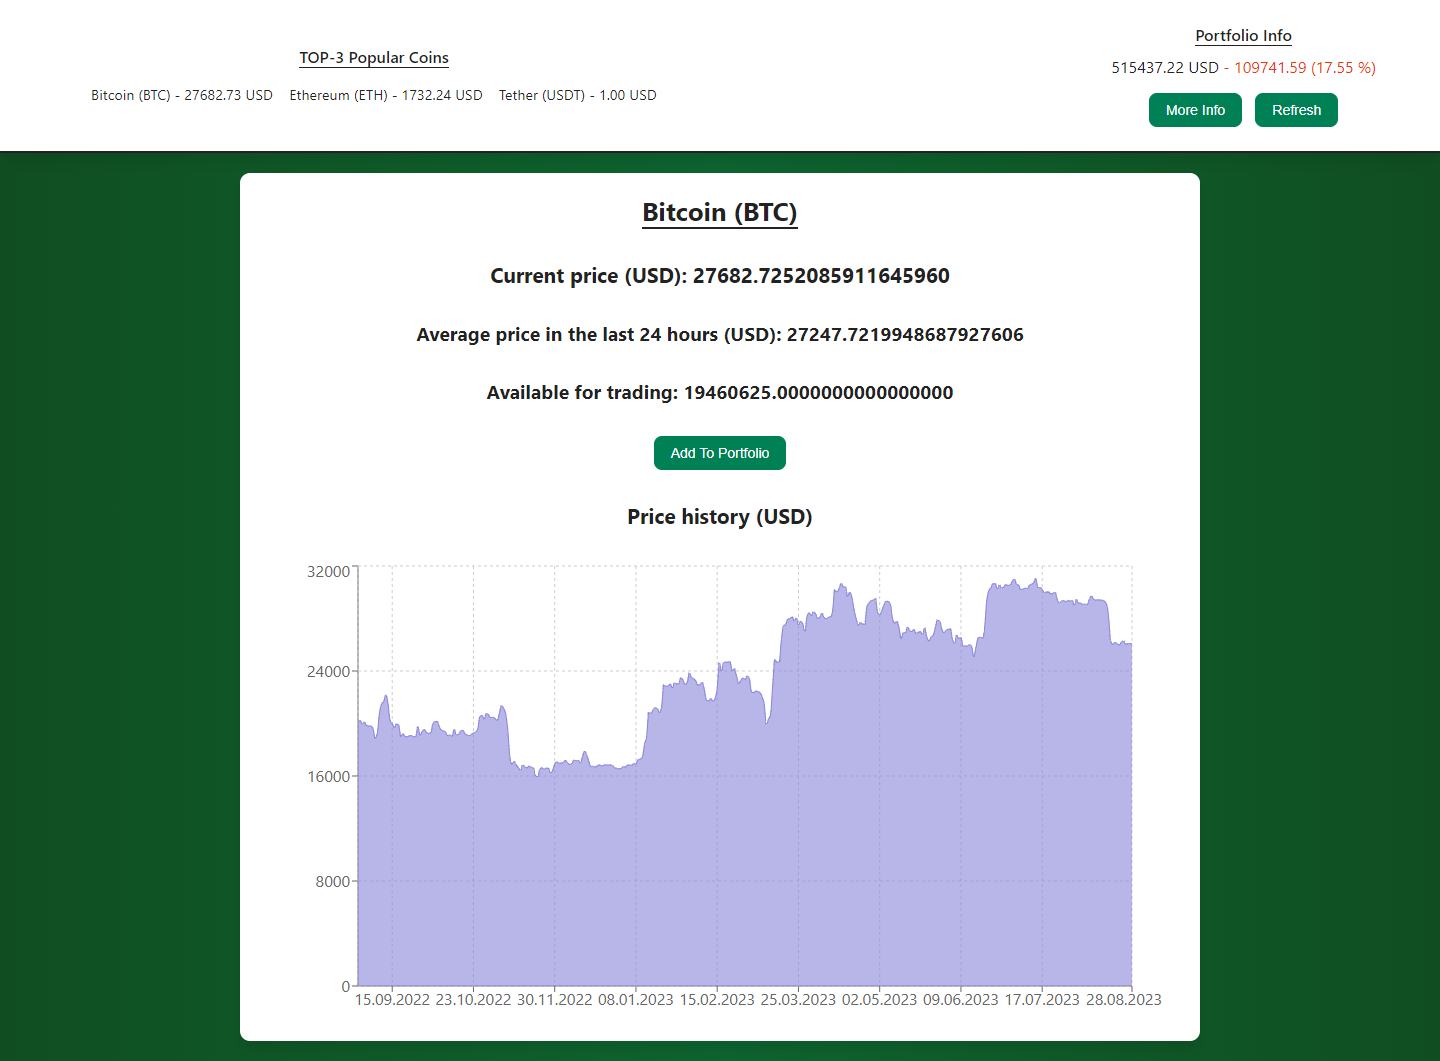 TOP-3 Popular Coins
Bitcoin (BTC) - 27682.73 USD Ethereum (ETH) - 1732.24 USD Tether (USDT) - 1.00 USD
Portfolio Info
515437.22 USD - 109741.59 (17.55 %)
More Info Refresh
Bitcoin (BTC)
Current price (USD): 27682.7252085911645960
Average price in the last 24 hours (USD): 27247.7219948687927606
Available for trading: 19460625.0000000000000000
Add To Portfolio
Price history (USD)
32000
24000
16000
8000
0
15.09.2022 23.10.2022 30.11.2022 08.01.2023 15.02.2023 25.03.2023 02.05.2023 09.06.2023 17.07.2023 28.08.2023